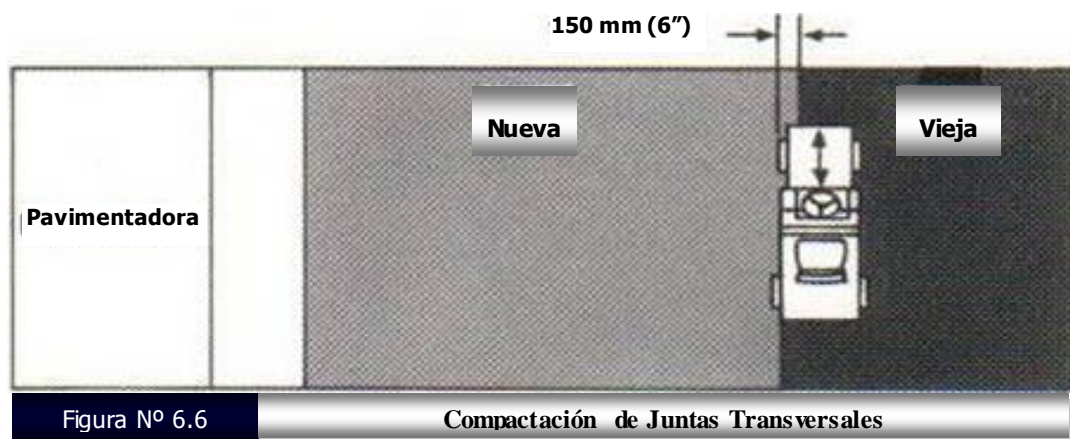 150 mm (6”)
Nueva
Vieja
Pavimentadora
Figura Nº 6.6
Compactación de Juntas Transversales